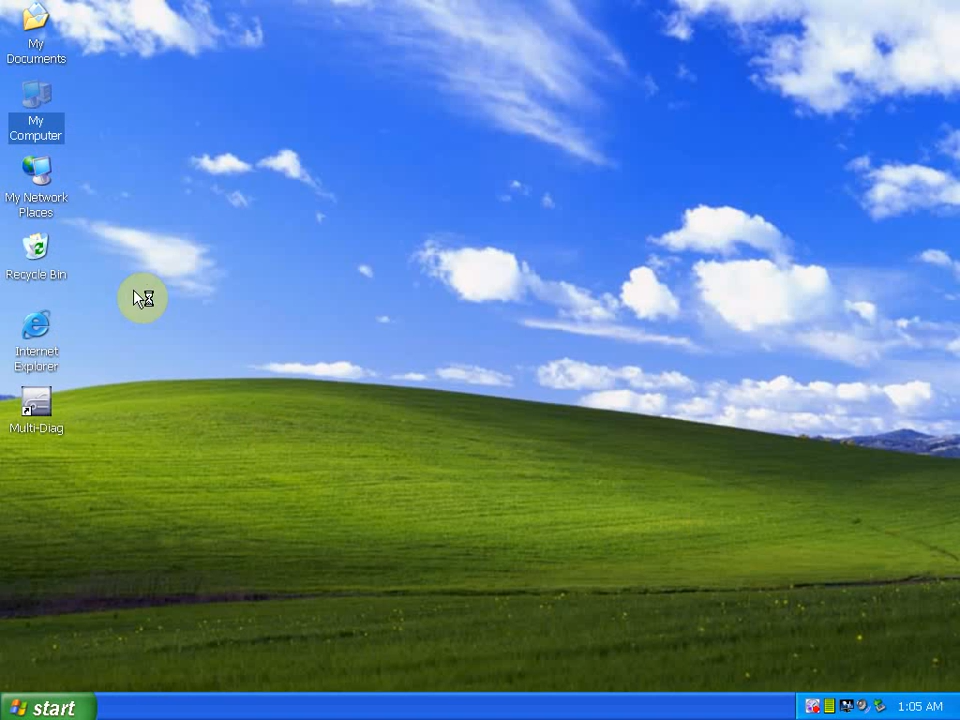 My
Documents
My
Computer
My Network
Places
Recycle Bin
Internet
Explorer
Multi-Diag
start
1:05 AM